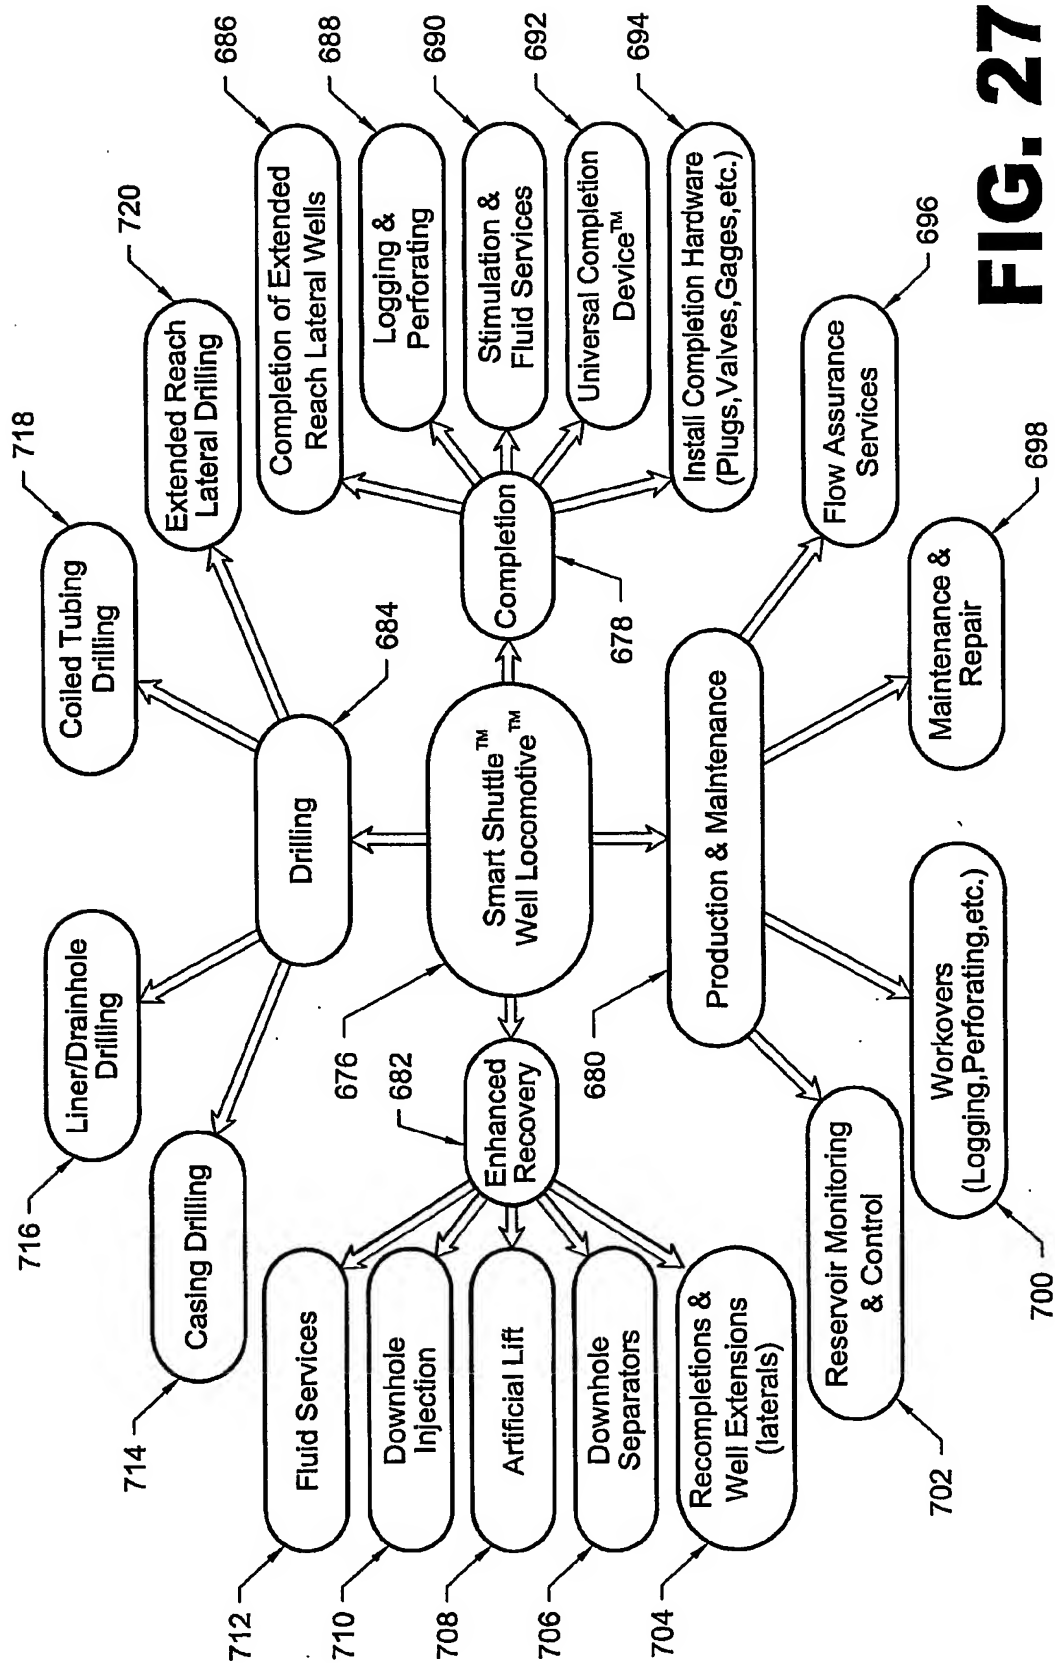 718
720
716
Coiled Tubing
Drilling
Extended Reach
Lateral Drilling
Liner/Drainhole
Drilling
714
Casing Drilling
684
Drilling
686
Completion of Extended
Reach Lateral Wells
688
Logging &
Perforating
690
Stimulation &
Fluid Services
692
Universal Completion
Device™
694
Install Completion Hardware
(Plugs,Valves,Gages,etc.)
Completion
678
676
Smart Shuttle™
Well Locomotive™
682
Enhanced
Recovery
712
Fluid Services
710
Downhole
Injection
708
Artificial Lift
706
Downhole
Separators
704
Recompletions &
Well Extensions
(laterals)
680
Production & Maintenance
696
Flow Assurance
Services
698
Maintenance &
Repair
700
Workovers
(Logging,Perforating,etc.)
702
Reservoir Monitoring
& Control
FIG. 27